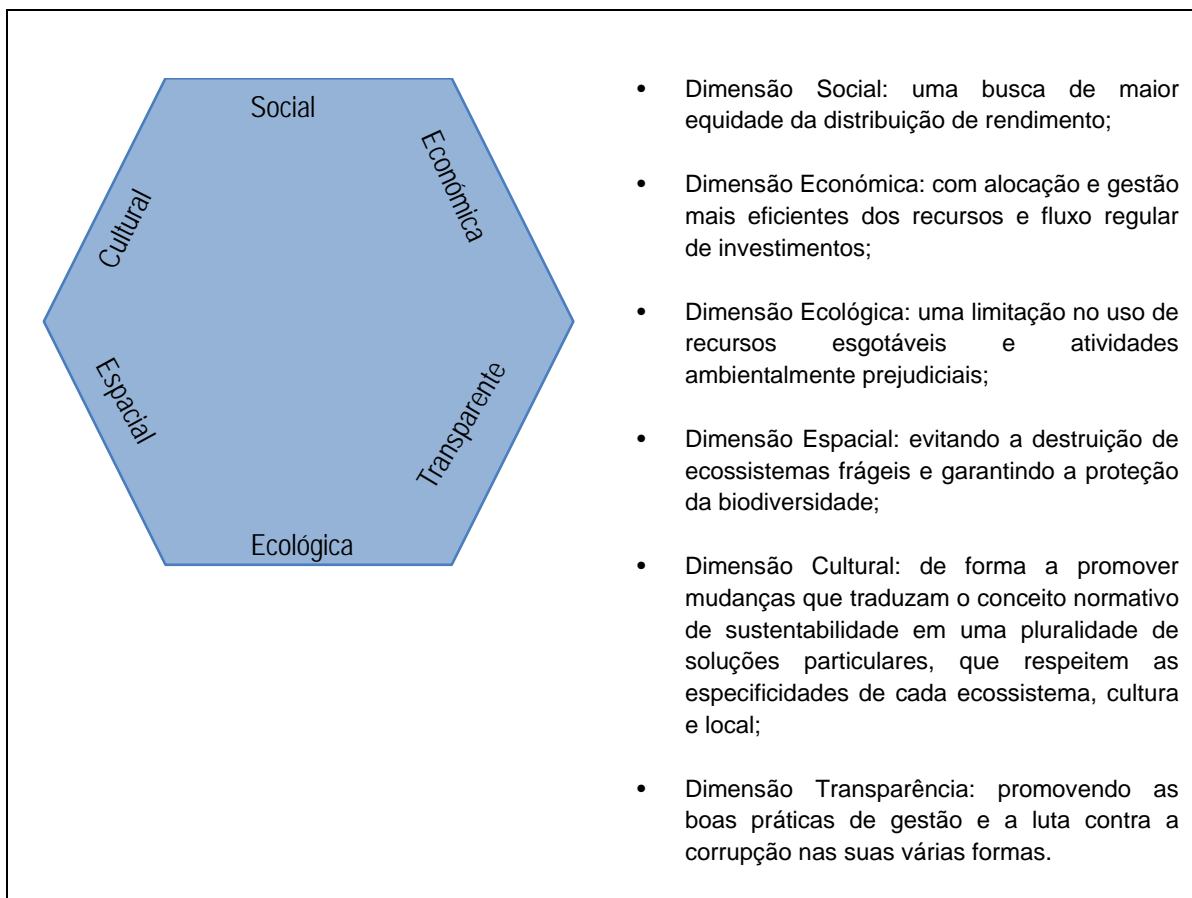 Social
Económica
Cultural
Espacial
Transparente
Ecológica
• Dimensão Social: uma busca de maior
equidade da distribuição de rendimento;
• Dimensão Económica: com alocação e gestão
mais eficientes dos recursos e fluxo regular
de investimentos;
• Dimensão Ecológica: uma limitação no uso de
recursos esgotáveis e atividades
ambientalmente prejudiciais;
• Dimensão Espacial: evitando a destruição de
ecossistemas frágeis e garantindo a proteção
da biodiversidade;
• Dimensão Cultural: de forma a promover
mudanças que traduzam o conceito normativo
de sustentabilidade em uma pluralidade de
soluções particulares, que respeitem as
especificidades de cada ecossistema, cultura
e local;
• Dimensão Transparência: promovendo as
boas práticas de gestão e a luta contra a
corrupção nas suas várias formas.